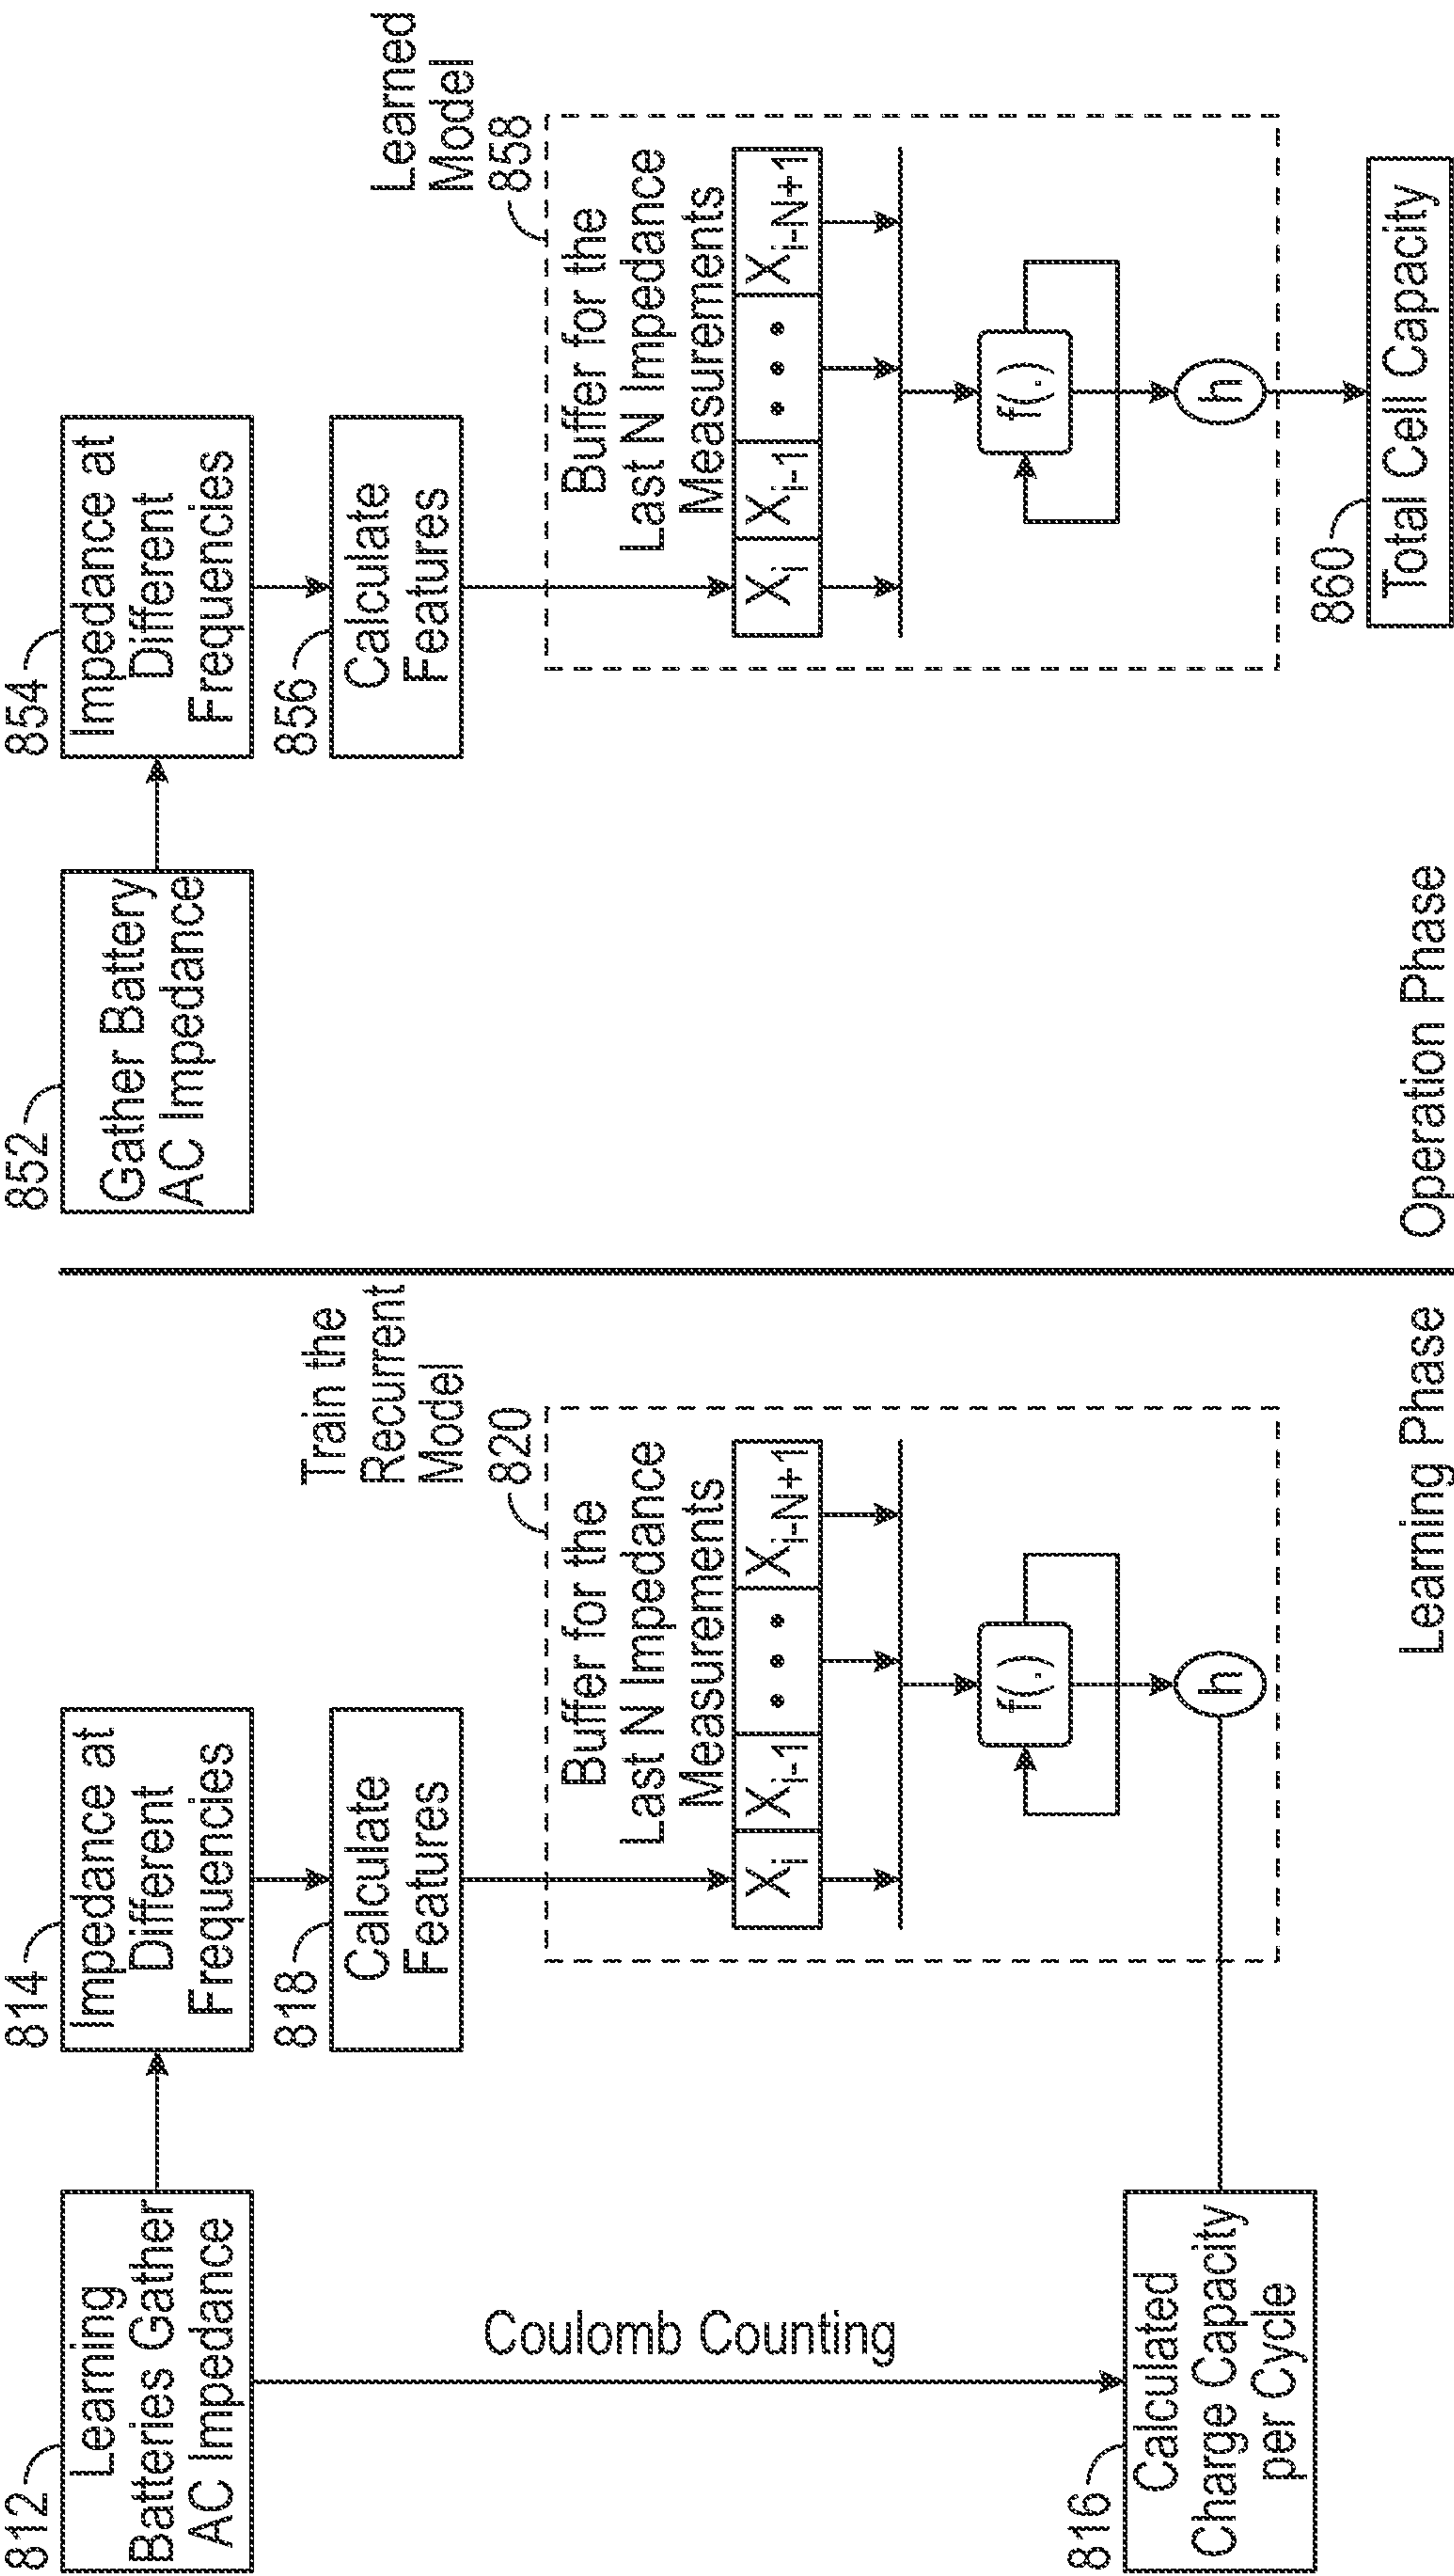 812
Learning
Batteries Gather
AC Impedance
814
Impedance at
Different
Frequencies
818
Calculate
Features
Coulomb Counting
816
Calculated
Charge Capacity
per Cycle
Train the
Recurrent
Model
820
Buffer for the
Last N Impedance
Measurements
Xi Xi-1 • • • Xi-N+1
f(.)
h
Learning Phase
852
Gather Battery
AC Impedance
854
Impedance at
Different
Frequencies
856
Calculate
Features
Learned
Model
858
Buffer for the
Last N Impedance
Measurements
Xi Xi-1 • • • Xi-N+1
f(.)
h
860
Total Cell Capacity
Operation Phase